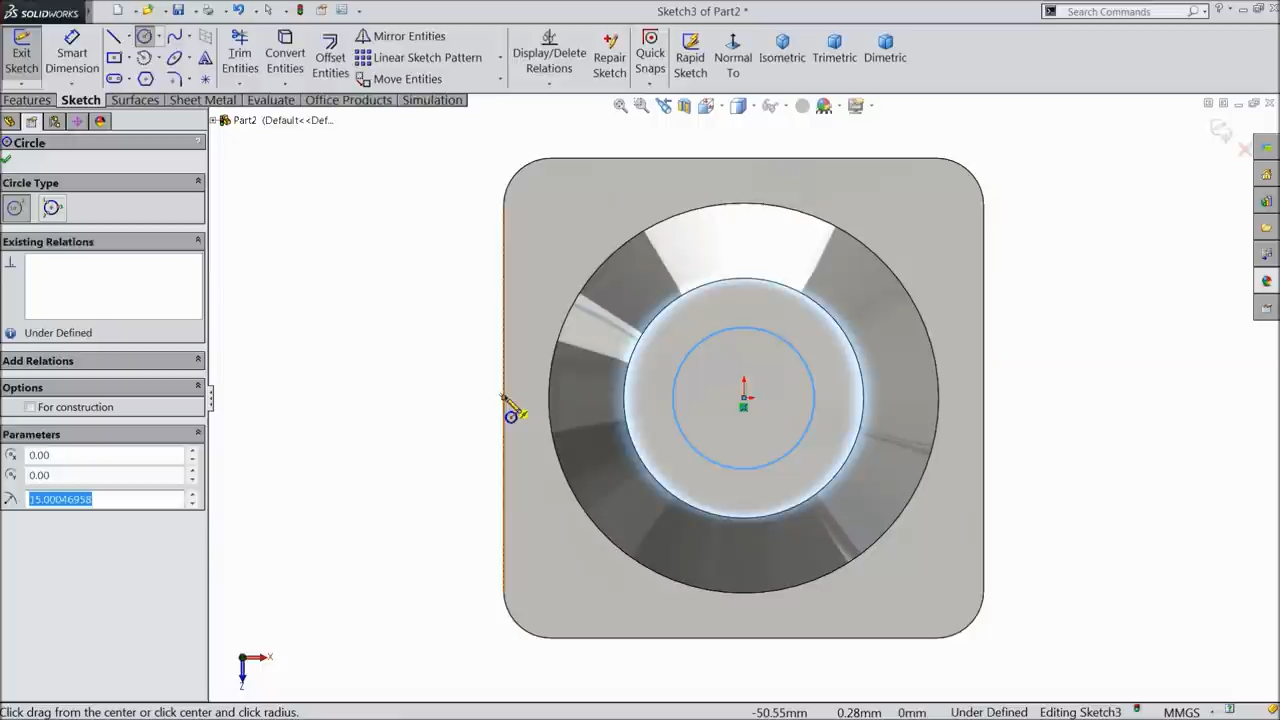 SOLIDWORKS
Sketch3 of Part2 *
Search Commands
Exit Sketch
Smart Dimension
Trim Entities
Convert Entities
Offset Entities
Mirror Entities
Linear Sketch Pattern
Move Entities
Display/Delete Relations
Repair Sketch
Quick Snaps
Rapid Sketch
Normal To
Isometric
Trimetric
Dimetric
Features
Sketch
Surfaces
Sheet Metal
Evaluate
Office Products
Simulation
Part2 (Default<<Def...
Circle
?
Circle Type
Existing Relations
Under Defined
Add Relations
Options
For construction
Parameters
0.00
0.00
15.00046958
X
Z
Click drag from the center or click center and click radius.
-50.55mm
0.28mm
0mm
Under Defined
Editing Sketch3
MMGS